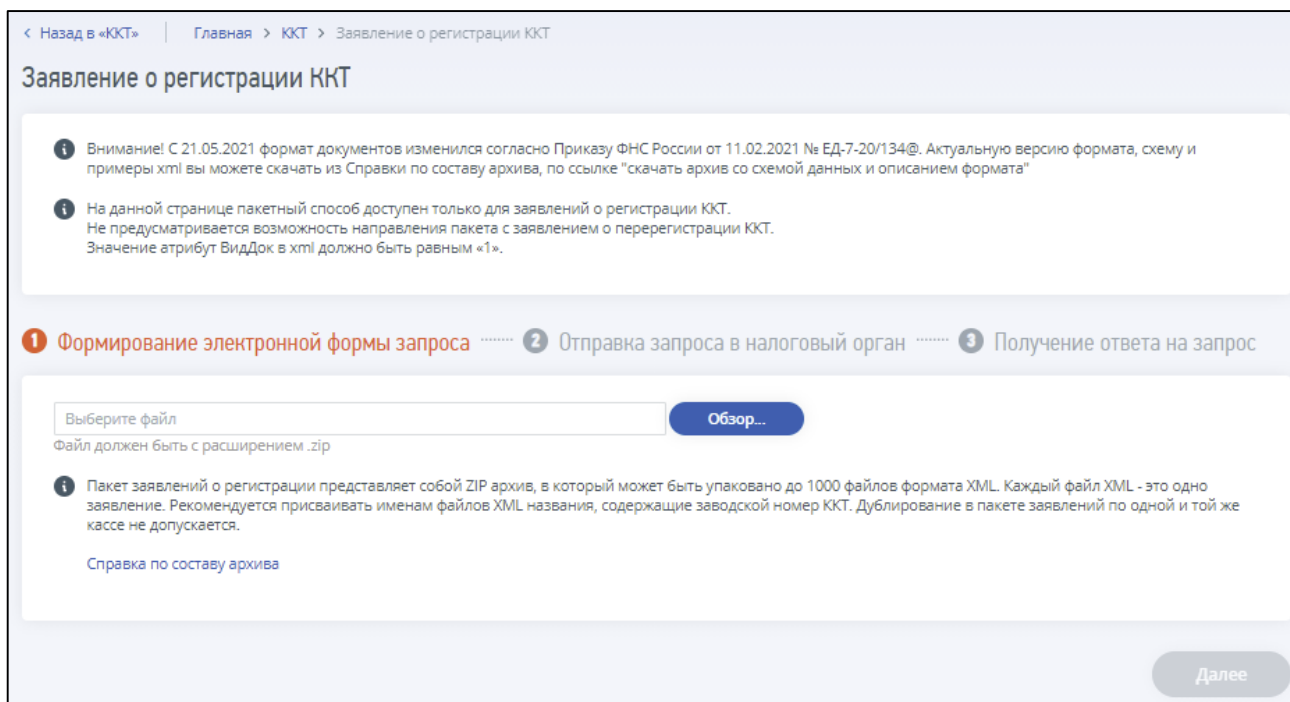 < Назад в «ККТ» Главная > ККТ > Заявление о регистрации ККТ
Заявление о регистрации ККТ
Внимание! С 21.05.2021 формат документов изменился согласно Приказу ФНС России от 11.02.2021 № ЕД-7-20/134@. Актуальную версию формата, схему и
примеры xml вы можете скачать из Справки по составу архива, по ссылке "скачать архив со схемой данных и описанием формата"
На данной странице пакетный способ доступен только для заявлений о регистрации ККТ.
Не предусматривается возможность направления пакета с заявлением о перерегистрации ККТ.
Значение атрибут ВидДок в xml должно быть равным «1».
1 Формирование электронной формы запроса 2 Отправка запроса в налоговый орган 3 Получение ответа на запрос
Выберите файл Обзор...
Файл должен быть с расширением .zip
Пакет заявлений о регистрации представляет собой ZIP архив, в который может быть упаковано до 1000 файлов формата XML. Каждый файл XML - это одно
заявление. Рекомендуется присваивать именам файлов XML названия, содержащие заводской номер ККТ. Дублирование в пакете заявлений по одной и той же
кассе не допускается.
Справка по составу архива
Далее